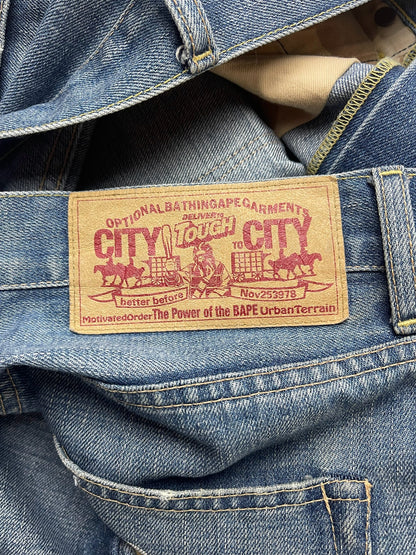 OPTIONAL BATHINGAPE GARMENTS
DELIVER'N
CITY TOUGH TO CITY
better before Nov253978
MotivatedOrder The Power of the BAPE UrbanTerrain